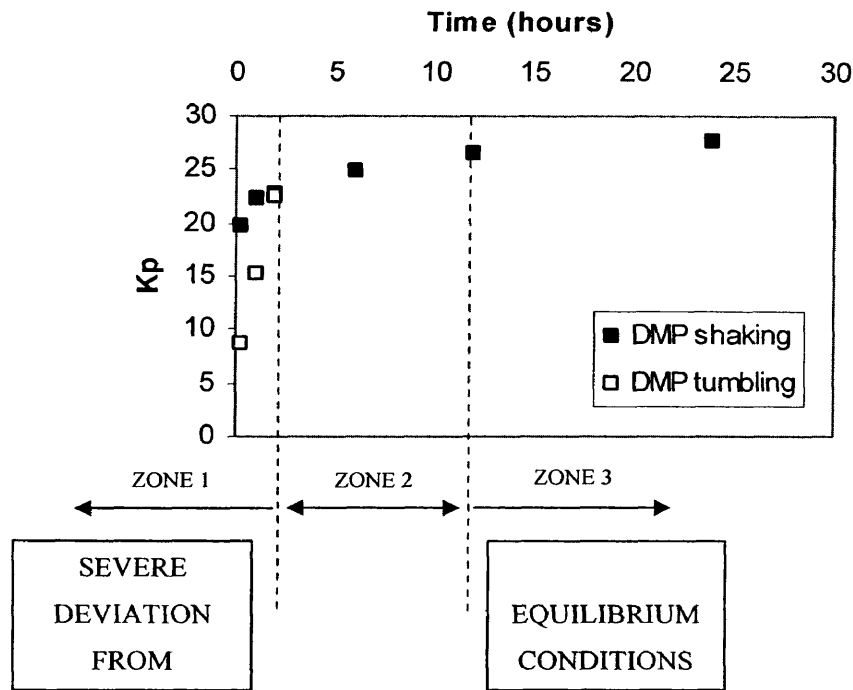 Time (hours)
0 5 10 15 20 25 30
30
25
20
15
10
5
0
Kp
DMP shaking
DMP tumbling
ZONE 1 ZONE 2 ZONE 3
SEVERE
DEVIATION
FROM
EQUILIBRIUM
CONDITIONS